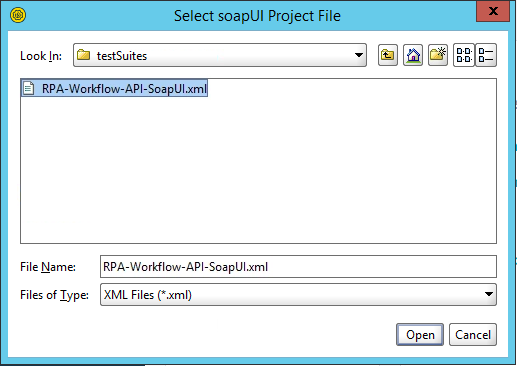 Select soapUI Project File
x
Look In: testSuites
RPA-Workflow-API-SoapUI.xml
File Name: RPA-Workflow-API-SoapUI.xml
Files of Type: XML Files (*.xml)
Open Cancel